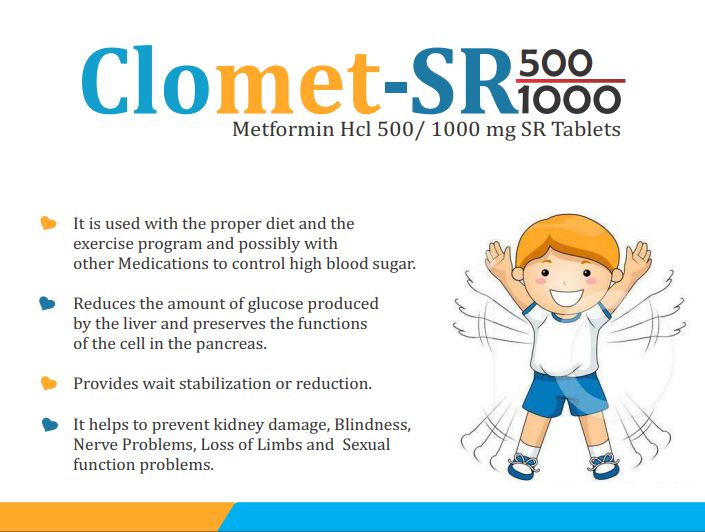 Clomet-SR 500
1000
Metformin Hcl 500/ 1000 mg SR Tablets
It is used with the proper diet and the
exercise program and possibly with
other Medications to control high blood sugar.
Reduces the amount of glucose produced
by the liver and preserves the functions
of the cell in the pancreas.
Provides wait stabilization or reduction.
It helps to prevent kidney damage, Blindness,
Nerve Problems, Loss of Limbs and Sexual
function problems.